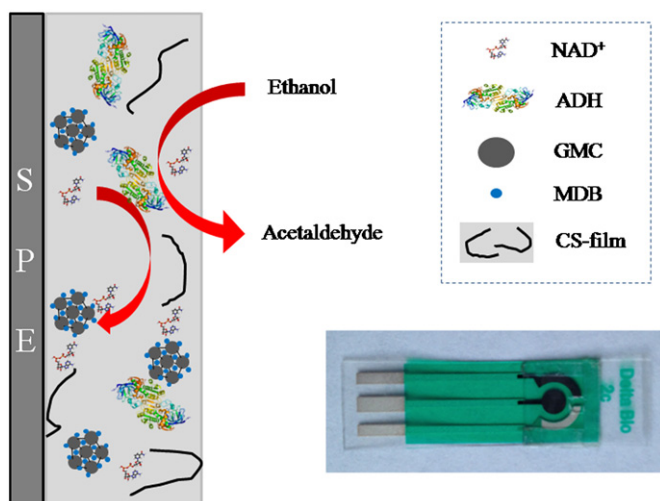 S
P
E
Ethanol
Acetaldehyde
NAD+
ADH
GMC
MDB
CS-film
Delta Bio
2c